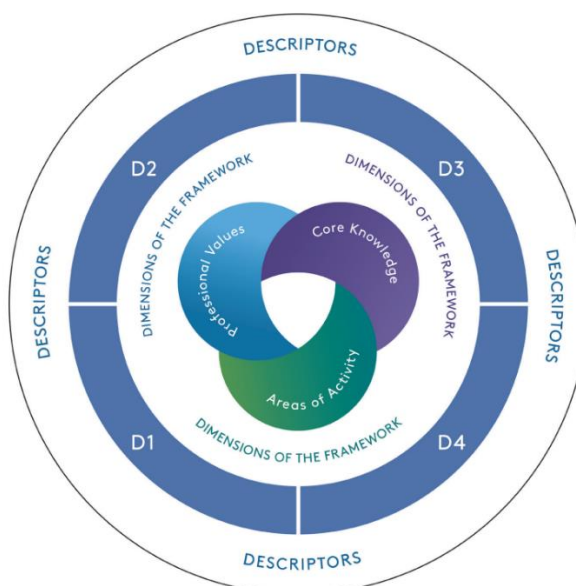 DESCRIPTORS
D2
D3
DIMENSIONS OF THE FRAMEWORK
DIMENSIONS OF THE FRAMEWORK
Professional Values
Core Knowledge
DESCRIPTORS
DESCRIPTORS
Areas of Activity
DIMENSIONS OF THE FRAMEWORK
D1
D4
DESCRIPTORS